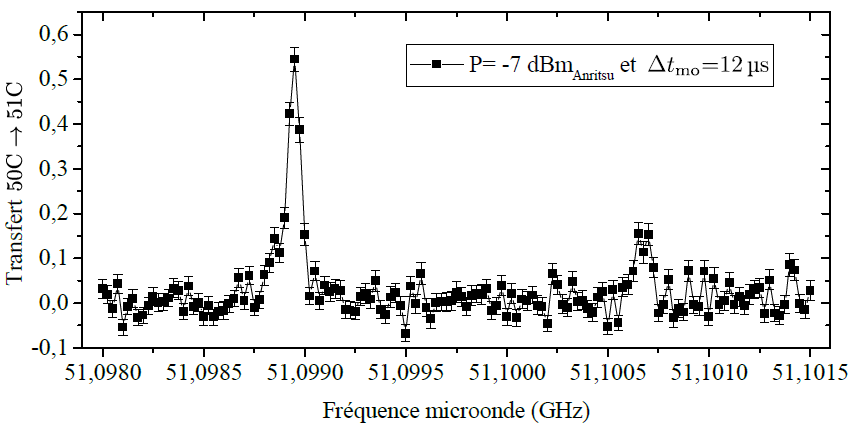 0,6
0,5
0,4
0,3
0,2
0,1
0,0
-0,1
Transfert 50C → 51C
P= -7 dBm_Anritsu et Δt_mo=12 µs
51,0980 51,0985 51,0990 51,0995 51,1000 51,1005 51,1010 51,1015
Fréquence microonde (GHz)